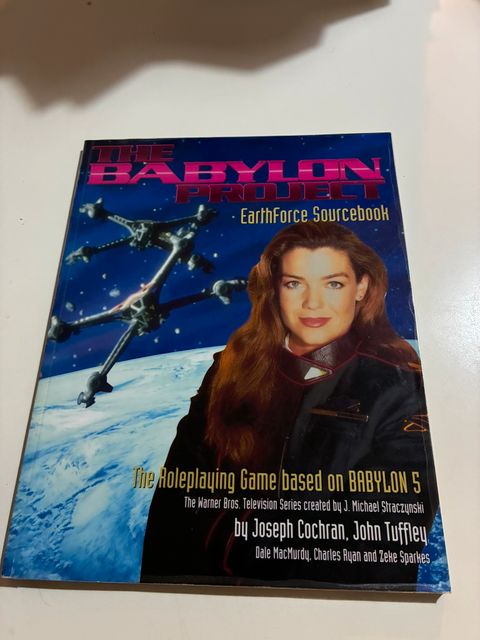 THE
BABYLON
PROJECT
EarthForce Sourcebook
The Roleplaying Game based on BABYLON 5
The Warner Bros. Television Series created by J. Michael Straczynski
by Joseph Cochran, John Tuffley,
Dale MacMurdy, Charles Ryan and Zeke Sparkes